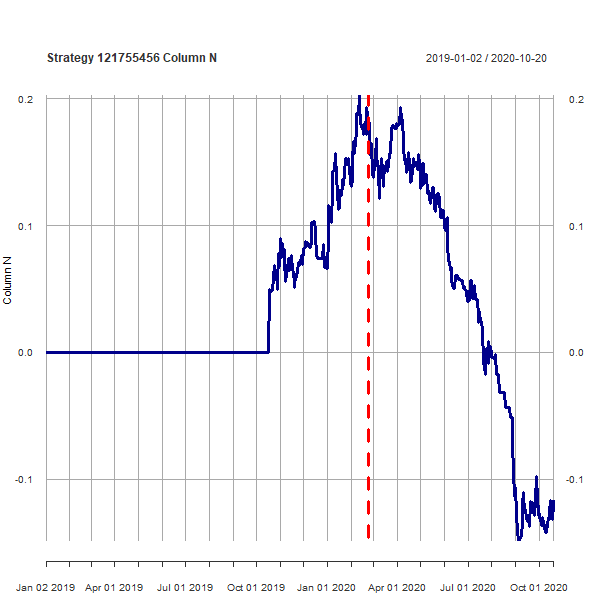 Strategy 121755456 Column N
2019-01-02 / 2020-10-20
0.2
0.2
0.1
0.1
Column N
0.0
0.0
-0.1
-0.1
Jan 02 2019
Apr 01 2019
Jul 01 2019
Oct 01 2019
Jan 01 2020
Apr 01 2020
Jul 01 2020
Oct 01 2020